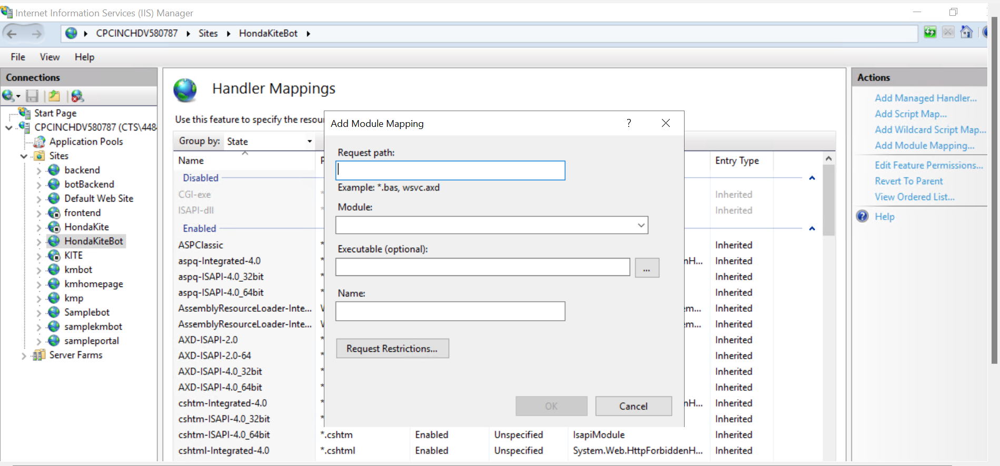 Internet Information Services (IIS) Manager
CPCINCHDV580787 Sites HondaKiteBot
File View Help
Connections
Start Page
CPCINCHDV580787 (CTS\448
Application Pools
Sites
backend
botBackend
Default Web Site
frontend
HondaKite
HondaKiteBot
KITE
kmbot
kmhomepage
kmp
Samplebot
samplekmbot
sampleportal
Server Farms
Handler Mappings
Use this feature to specify the
Group by: State
Name Entry Type
Disabled
CGI-exe * Inherited
ISAPI-dll * Inherited
Enabled
ASPClassic * Inherited
aspq-Integrated-4.0 * nH... Inherited
aspq-ISAPI-4.0_32bit * Inherited
aspq-ISAPI-4.0_64bit * Inherited
AssemblyResourceLoader-Inte... em... Inherited
AssemblyResourceLoader-Inte... em... Inherited
AXD-ISAPI-2.0 * Inherited
AXD-ISAPI-2.0-64 * Inherited
AXD-ISAPI-4.0_32bit * Inherited
AXD-ISAPI-4.0_64bit * Inherited
cshtm-Integrated-4.0 * nH... Inherited
cshtm-ISAPI-4.0_32bit * Inherited
cshtm-ISAPI-4.0_64bit *.cshtm Enabled Unspecified IsapiModule Inherited
cshtml-Integrated-4.0 *.cshtml Enabled Unspecified System.Web.HttpForbiddenH... Inherited
Add Module Mapping ?
Request path:
Example: *.bas, wsvc.axd
Module:
Executable (optional):
...
Name:
Request Restrictions...
OK Cancel
Actions
Add Managed Handler...
Add Script Map...
Add Wildcard Script Map...
Add Module Mapping...
Edit Feature Permissions...
Revert To Parent
View Ordered List...
Help